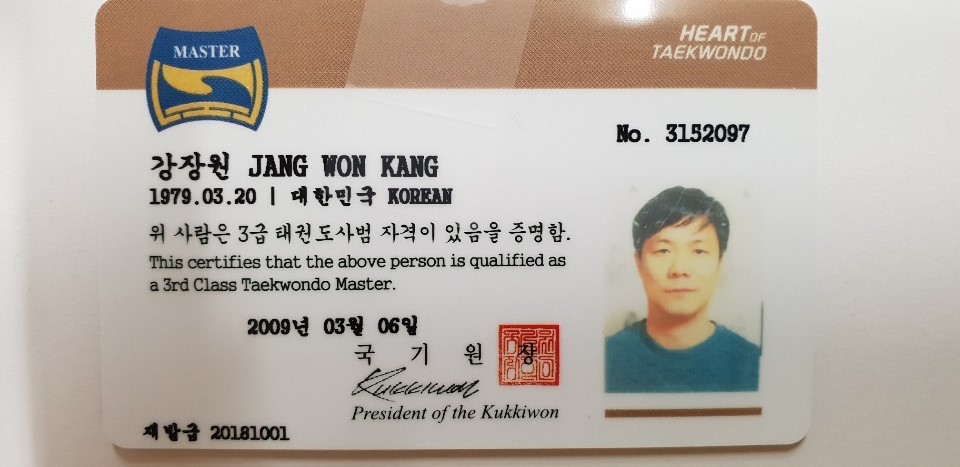 MASTER
HEART OF
TAEKWONDO
No. 3152097
강장원 JANG WON KANG
1979.03.20 | 대한민국 KOREAN
위 사람은 3급 태권도사범 자격이 있음을 증명함.
This certifies that the above person is qualified as
a 3rd Class Taekwondo Master.
2009년 03월 06일
국 기 원 장
Kukkiwon
President of the Kukkiwon
재발급 20181001